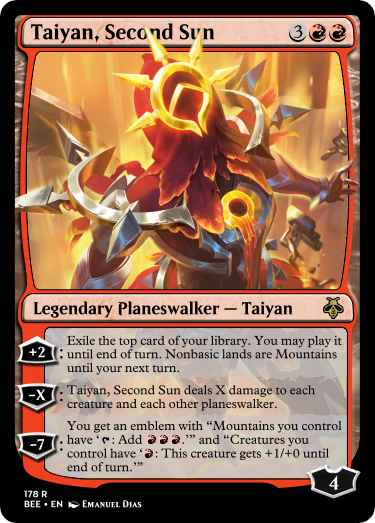 Taiyan, Second Sun 3
Legendary Planeswalker — Taiyan
+2: Exile the top card of your library. You may play it
until end of turn. Nonbasic lands are Mountains
until your next turn.
-X: Taiyan, Second Sun deals X damage to each
creature and each other planeswalker.
-7: You get an emblem with “Mountains you control
have ‘: Add .’” and “Creatures you
control have ‘: This creature gets +1/+0 until
end of turn.’”
4
178 R
BEE • EN Emanuel Dias